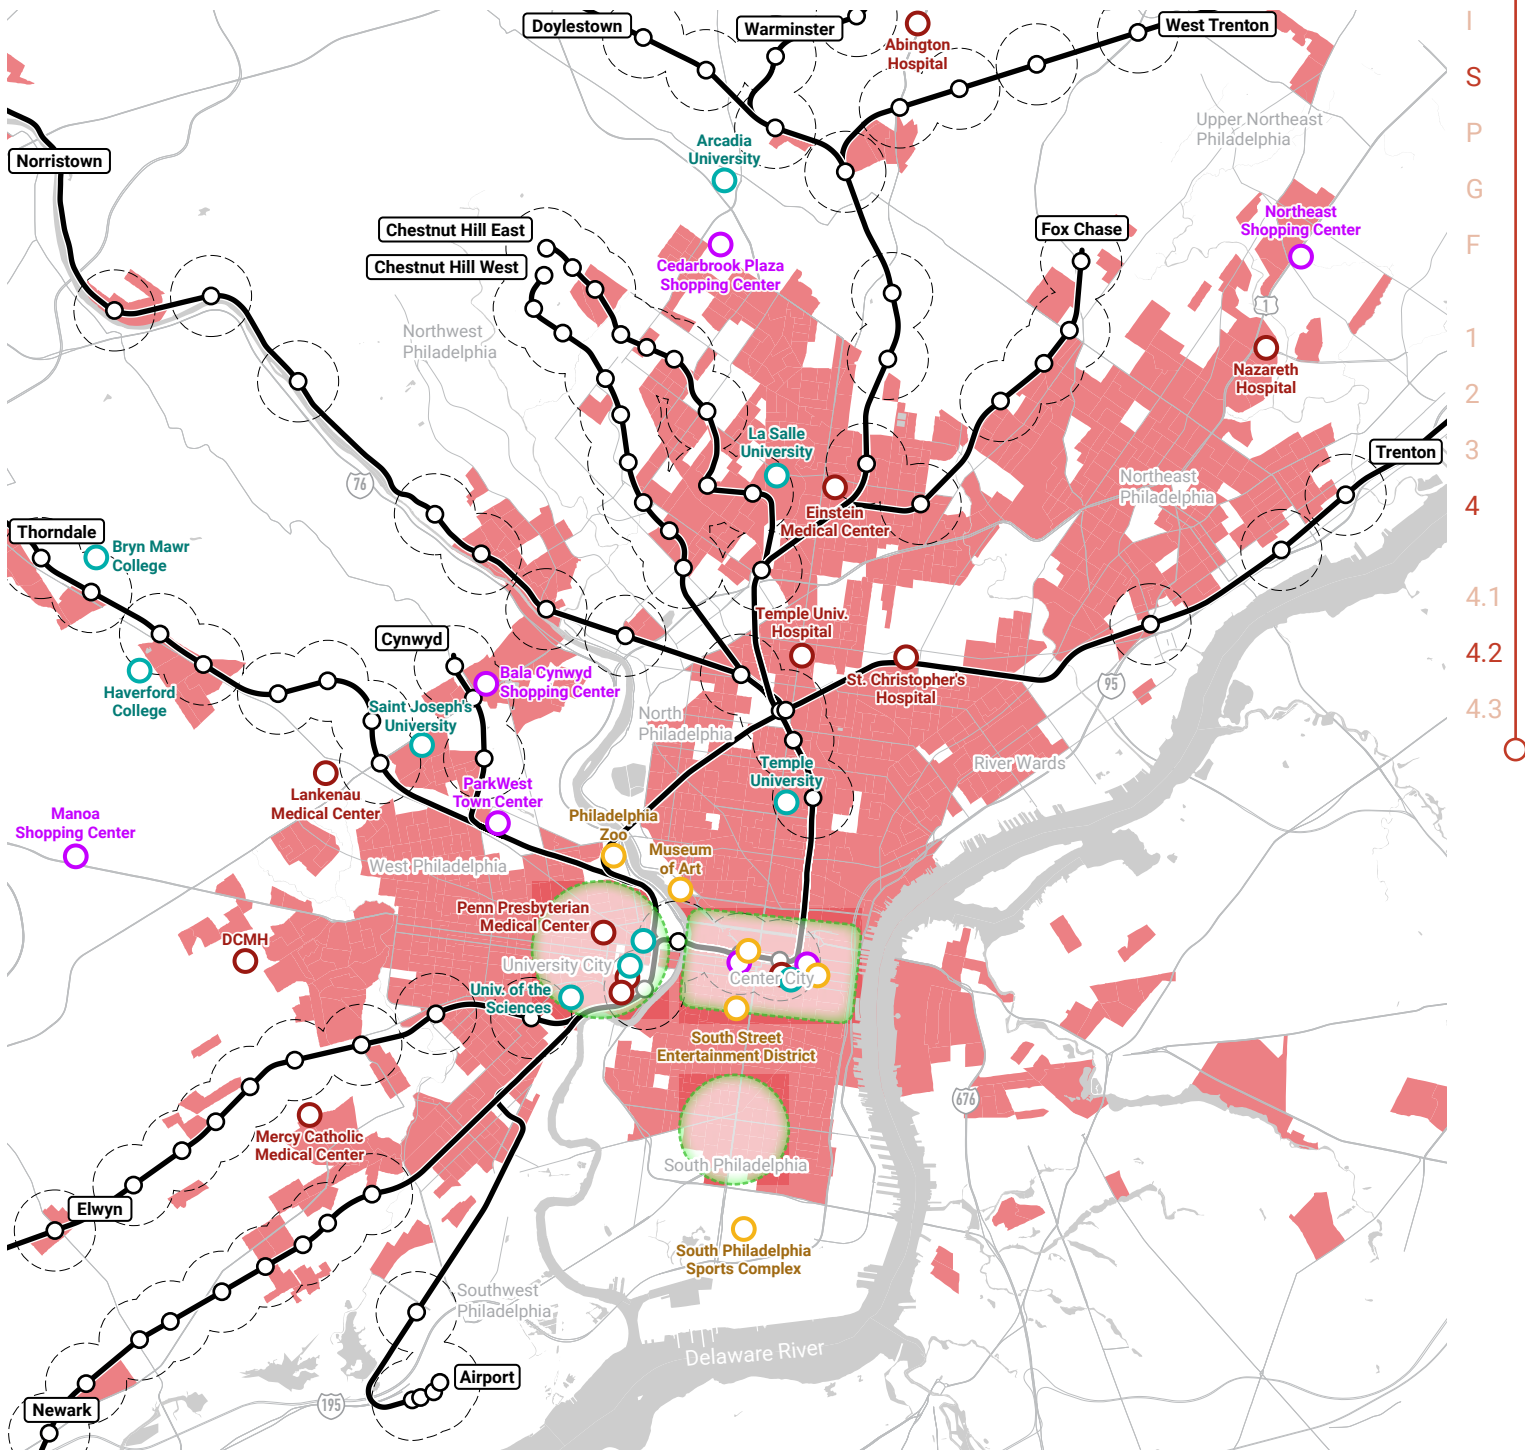 Doylestown
Warminster
West Trenton
Abington
Hospital
I
S
P
G
F
1
2
3
4
4.1
4.2
4.3
Upper Northeast
Philadelphia
Norristown
Arcadia
University
Northeast
Shopping Center
Chestnut Hill East
Chestnut Hill West
Fox Chase
Cedarbrook Plaza
Shopping Center
1
Northwest
Philadelphia
Nazareth
Hospital
La Salle
University
Trenton
76
Northeast
Philadelphia
Einstein
Medical Center
Thorndale
Bryn Mawr
College
Temple Univ.
Hospital
Cynwyd
Bala Cynwyd
Shopping Center
St. Christopher's
Hospital
95
Haverford
College
Saint Joseph's
University
North
Philadelphia
River Wards
Temple
University
Lankenau
Medical Center
ParkWest
Town Center
Manoa
Shopping Center
Philadelphia
Zoo
Museum
of Art
West Philadelphia
Penn Presbyterian
Medical Center
DCMH
University City
Center City
Univ. of the
Sciences
South Street
Entertainment District
676
Mercy Catholic
Medical Center
South Philadelphia
Elwyn
South Philadelphia
Sports Complex
Southwest
Philadelphia
Delaware River
Airport
195
Newark